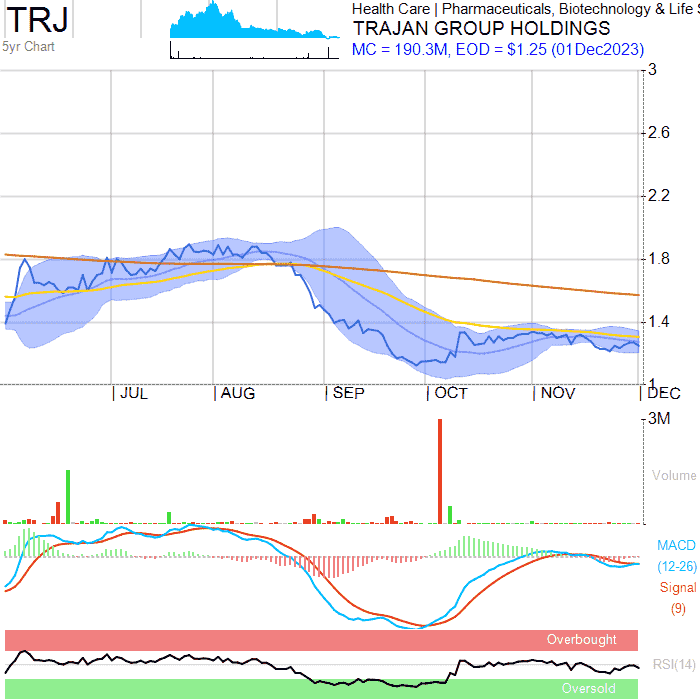 TRJ
5yr Chart
Health Care | Pharmaceuticals, Biotechnology & Life S
TRAJAN GROUP HOLDINGS
MC = 190.3M, EOD = $1.25 (01Dec2023)
3
2.6
2.2
1.8
1.4
1
JUL
AUG
SEP
OCT
NOV
DEC
3M
Volume
MACD
(12-26)
Signal
(9)
Overbought
RSI(14)
Oversold